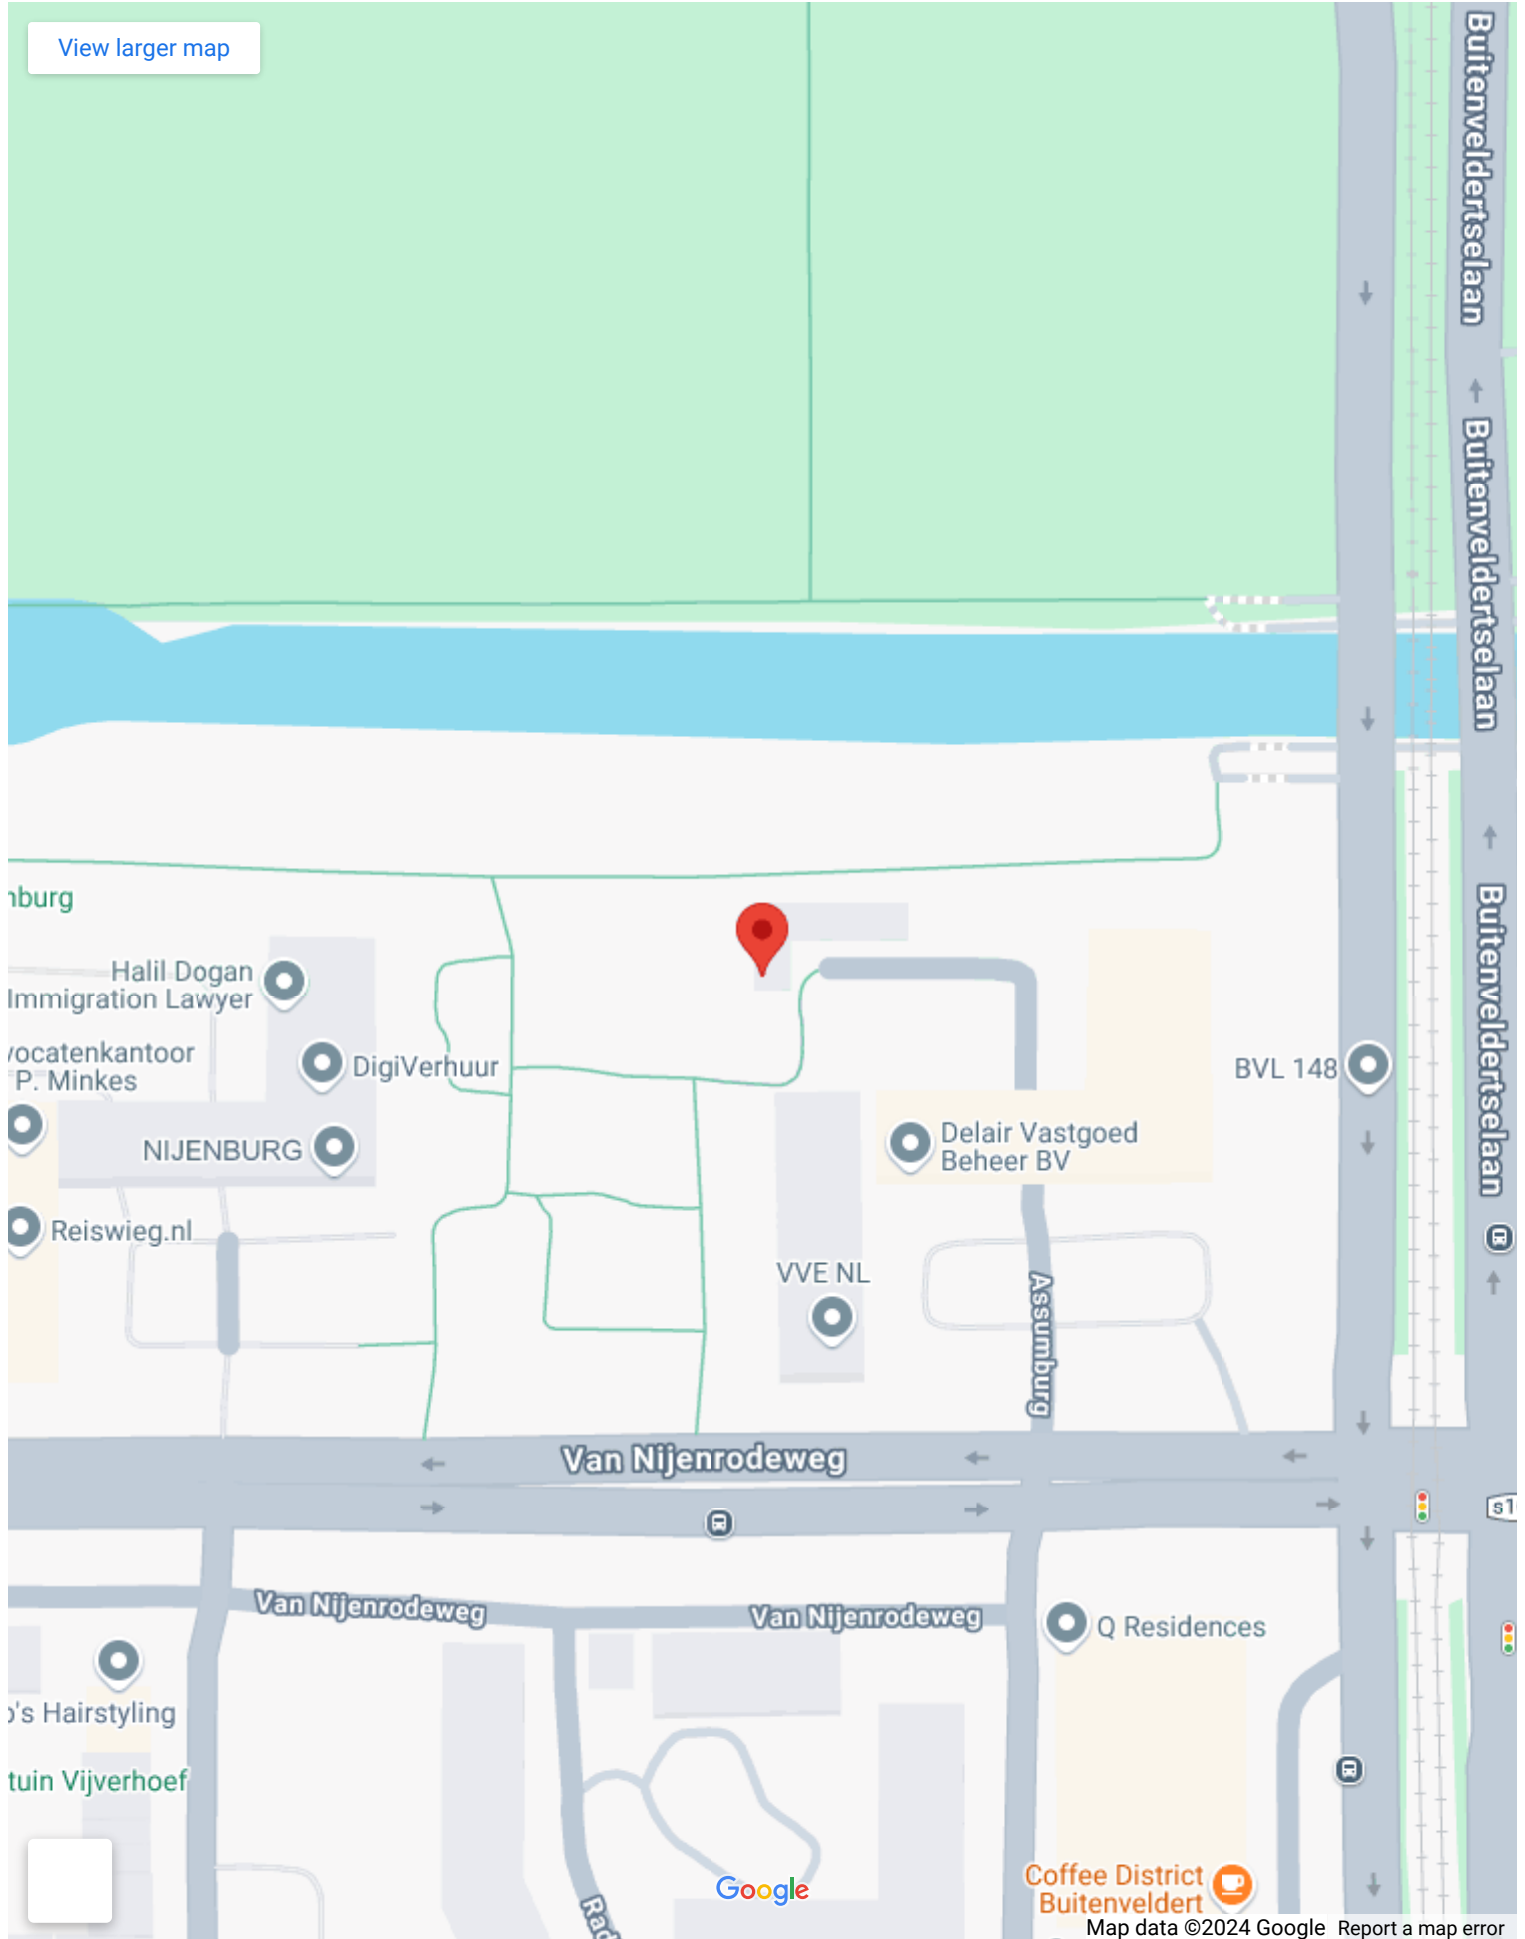 View larger map
Buitenveldertselaan
Buitenveldertselaan
nburg
Halil Dogan
Immigration Lawyer
vocatenkantoor
P. Minkes
DigiVerhuur
NIJENBURG
Reiswieg.nl
BVL 148
Delair Vastgoed
Beheer BV
Buitenveldertselaan
VVE NL
Assumburg
Van Nijenrodeweg
s1
Van Nijenrodeweg
Van Nijenrodeweg
Q Residences
o's Hairstyling
tuin Vijverhoef
Rad
Google
Coffee District
Buitenveldert
Map data ©2024 Google Report a map error